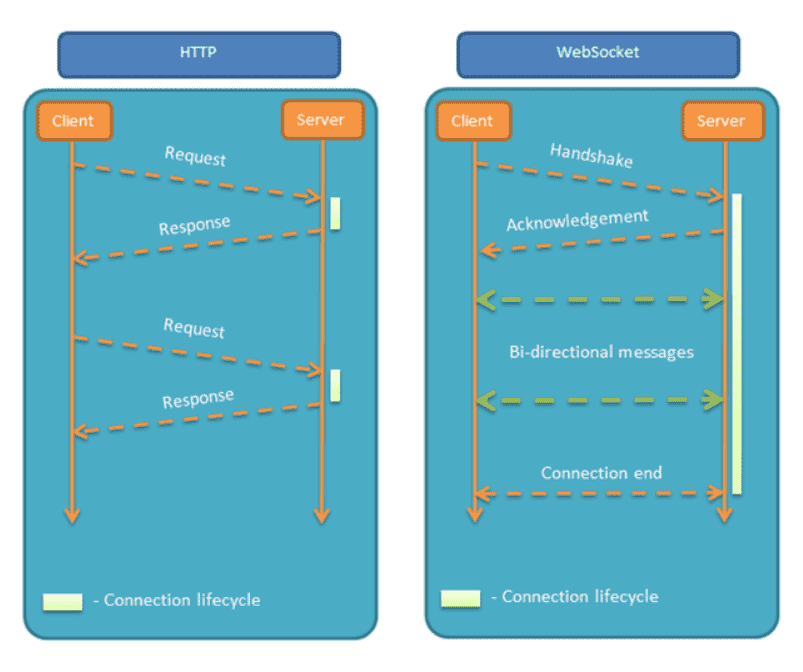 HTTP
Client
Server
Request
Response
Request
Response
- Connection lifecycle
WebSocket
Client
Server
Handshake
Acknowledgement
Bi-directional messages
Connection end
- Connection lifecycle